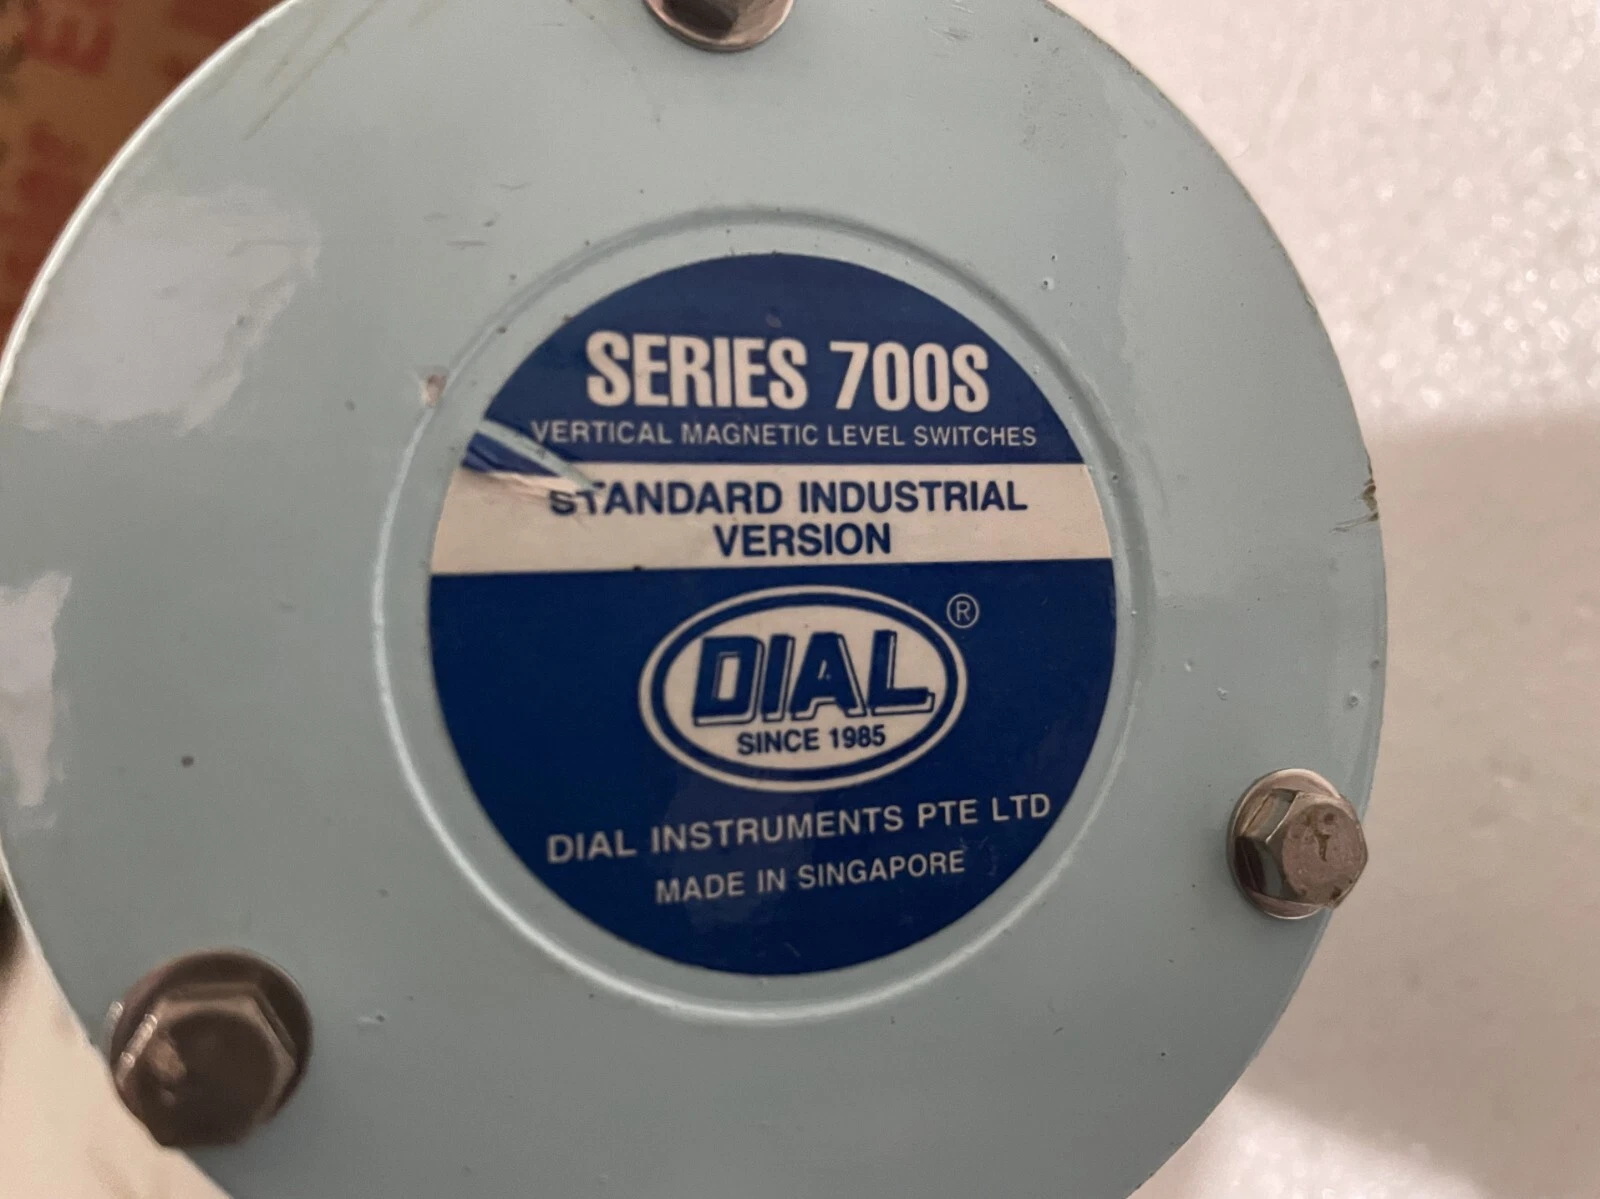 SERIES 700S
VERTICAL MAGNETIC LEVEL SWITCHES
STANDARD INDUSTRIAL
VERSION
DIAL ®
SINCE 1985
DIAL INSTRUMENTS PTE LTD
MADE IN SINGAPORE